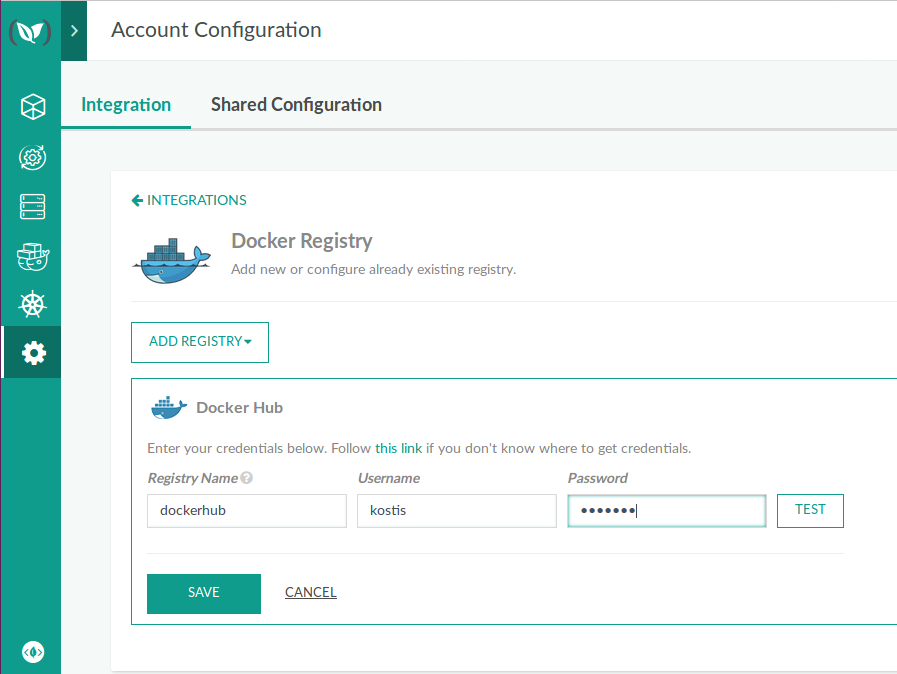 Account Configuration
Integration Shared Configuration
INTEGRATIONS
Docker Registry
Add new or configure already existing registry.
ADD REGISTRY
Docker Hub
Enter your credentials below. Follow this link if you don't know where to get credentials.
Registry Name Username Password
dockerhub kostis ••••••• TEST
SAVE CANCEL